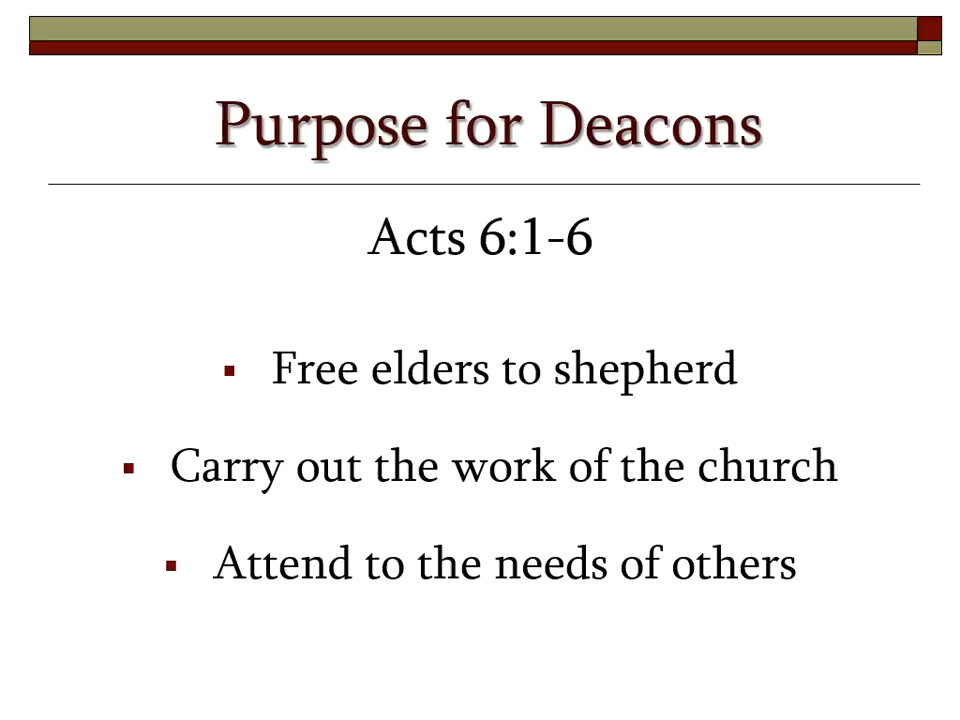 Purpose for Deacons
Acts 6:1-6
▪ Free elders to shepherd
▪ Carry out the work of the church
▪ Attend to the needs of others